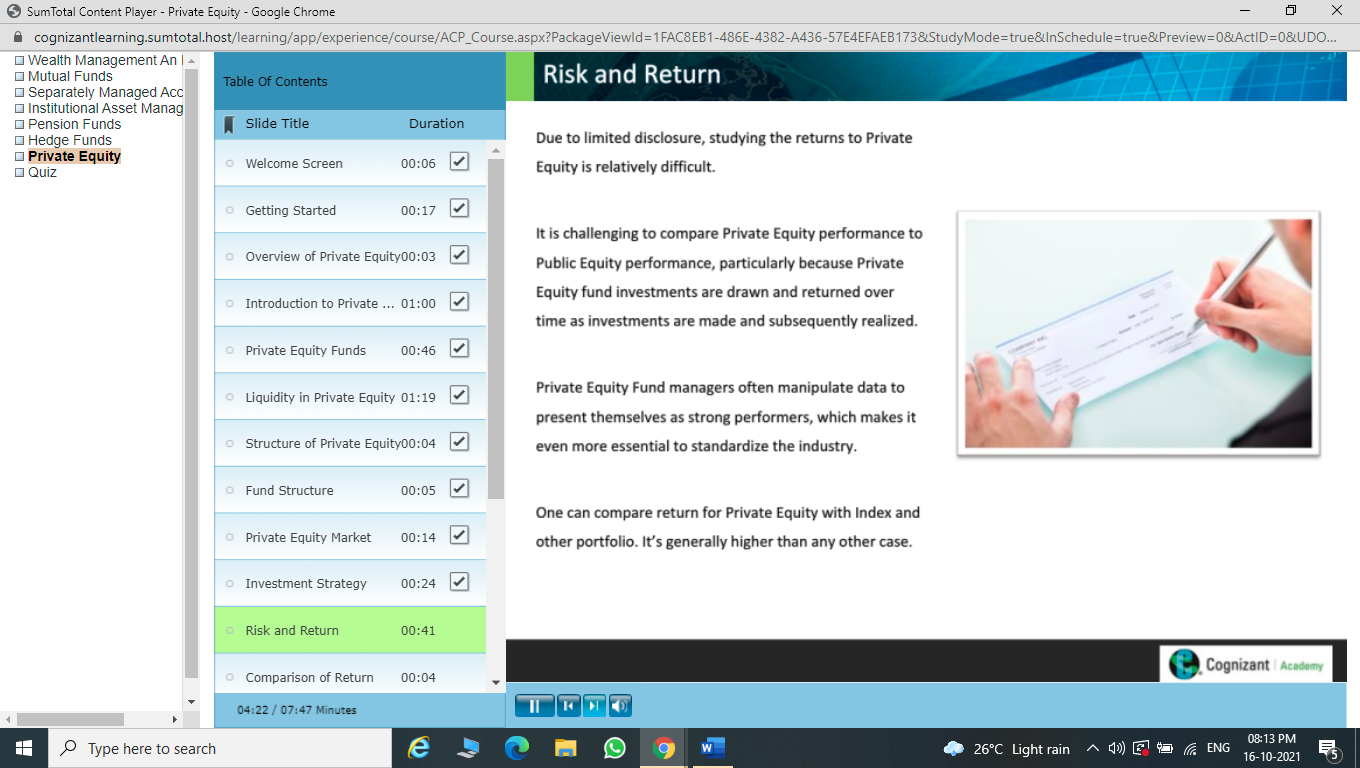 SumTotal Content Player - Private Equity - Google Chrome
cognizantlearning.sumtotal.host/learning/app/experience/course/ACP_Course.aspx?PackageViewId=1FAC8EB1-486E-4382-A436-57E4EFAEB173&StudyMode=true&InSchedule=true&Preview=0&ActID=0&UDO...
Wealth Management An
Mutual Funds
Separately Managed Acc
Institutional Asset Manag
Pension Funds
Hedge Funds
Private Equity
Quiz
Table Of Contents
Slide Title Duration
Welcome Screen 00:06
Getting Started 00:17
Overview of Private Equity 00:03
Introduction to Private ... 01:00
Private Equity Funds 00:46
Liquidity in Private Equity 01:19
Structure of Private Equity 00:04
Fund Structure 00:05
Private Equity Market 00:14
Investment Strategy 00:24
Risk and Return 00:41
Comparison of Return 00:04
04:22 / 07:47 Minutes
Risk and Return
Due to limited disclosure, studying the returns to Private
Equity is relatively difficult.
It is challenging to compare Private Equity performance to
Public Equity performance, particularly because Private
Equity fund investments are drawn and returned over
time as investments are made and subsequently realized.
Private Equity Fund managers often manipulate data to
present themselves as strong performers, which makes it
even more essential to standardize the industry.
One can compare return for Private Equity with Index and
other portfolio. It's generally higher than any other case.
COMPANY INC.
Cognizant | Academy
Type here to search
26°C Light rain
ENG
08:13 PM
16-10-2021
5